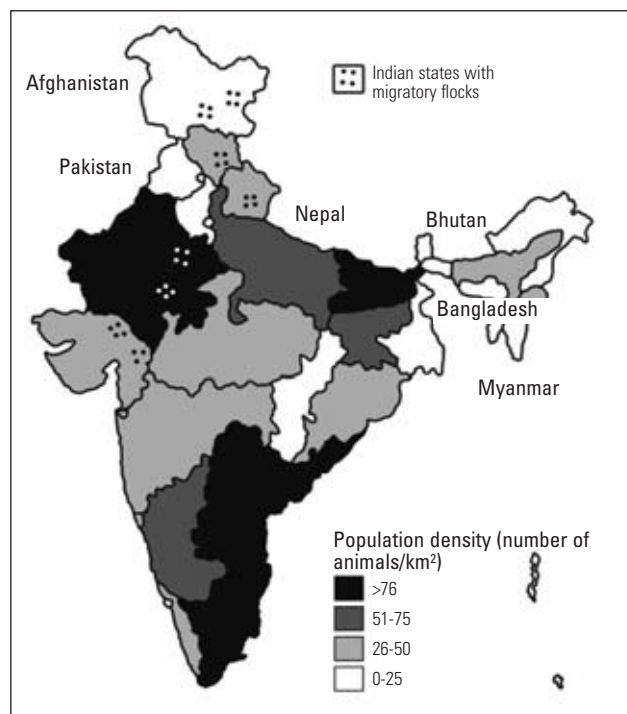 Afghanistan
Indian states with
migratory flocks
Pakistan
Nepal
Bhutan
Bangladesh
Myanmar
Population density (number of
animals/km²)
>76
51-75
26-50
0-25